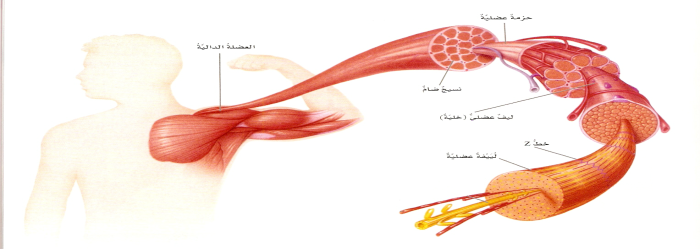 حزمة عضلية
العضلة الدالية
نسيج ضام
ليف عضلي (خلية)
خط Z
لييفة عضلية